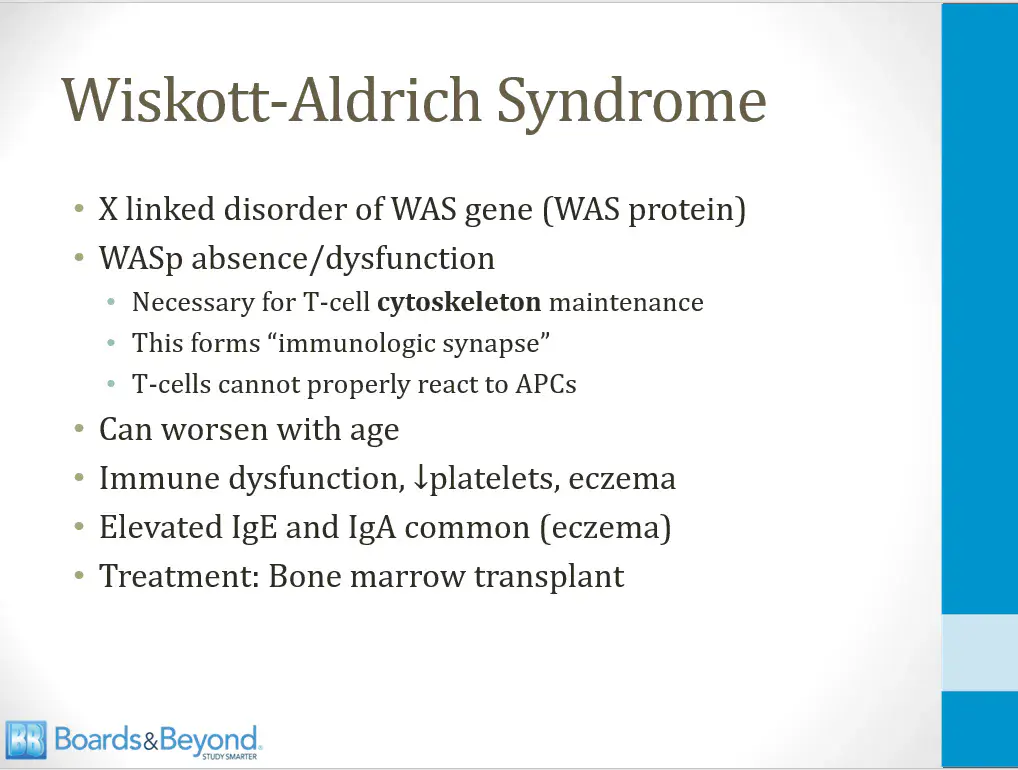 Wiskott-Aldrich Syndrome
• X linked disorder of WAS gene (WAS protein)
• WASp absence/dysfunction
• Necessary for T-cell cytoskeleton maintenance
• This forms “immunologic synapse”
• T-cells cannot properly react to APCs
• Can worsen with age
• Immune dysfunction, ↓platelets, eczema
• Elevated IgE and IgA common (eczema)
• Treatment: Bone marrow transplant
BB Boards&Beyond.
STUDY SMARTER